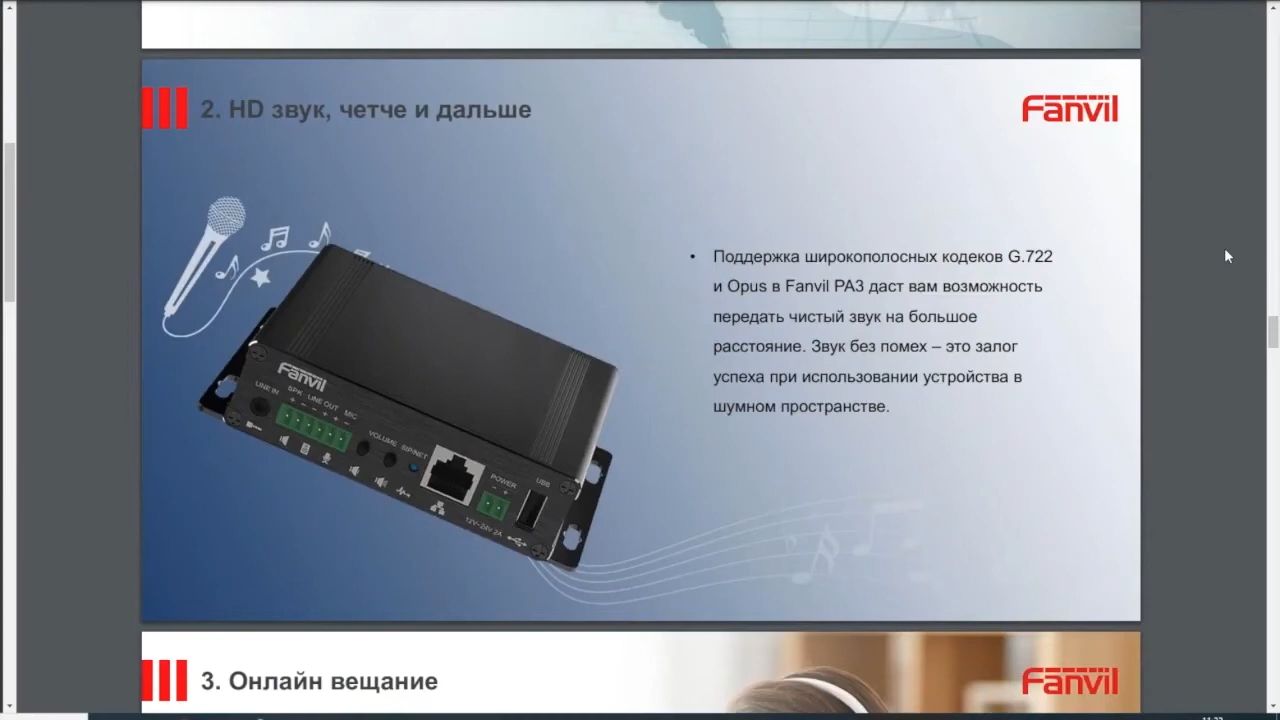 2. HD звук, четче и дальше
Fanvil
Поддержка широкополосных кодеков G.722
и Opus в Fanvil PA3 даст вам возможность
передать чистый звук на большое
расстояние. Звук без помех – это залог
успеха при использовании устройства в
шумном пространстве.
Fanvil
LINE IN
SPK
LINE OUT
MIC
VOLUME
SIP/NET
POWER
USB
12V~24V 2A
3. Онлайн вещание
Fanvil